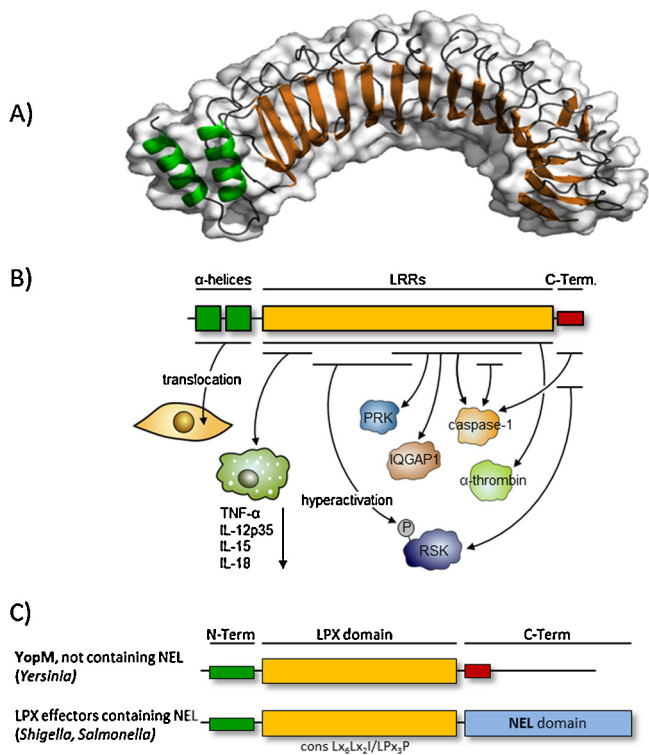 A)
B)
α-helices
LRRs
C-Term.
translocation
PRK
caspase-1
IQGAP1
α-thrombin
hyperactivation
TNF-α
IL-12p35
IL-15
IL-18
P
RSK
C)
N-Term
LPX domain
C-Term
YopM, not containing NEL
(Yersinia)
LPX effectors containing NEL
(Shigella, Salmonella)
NEL domain
cons Lx₆Lx₂I/LPx₃P